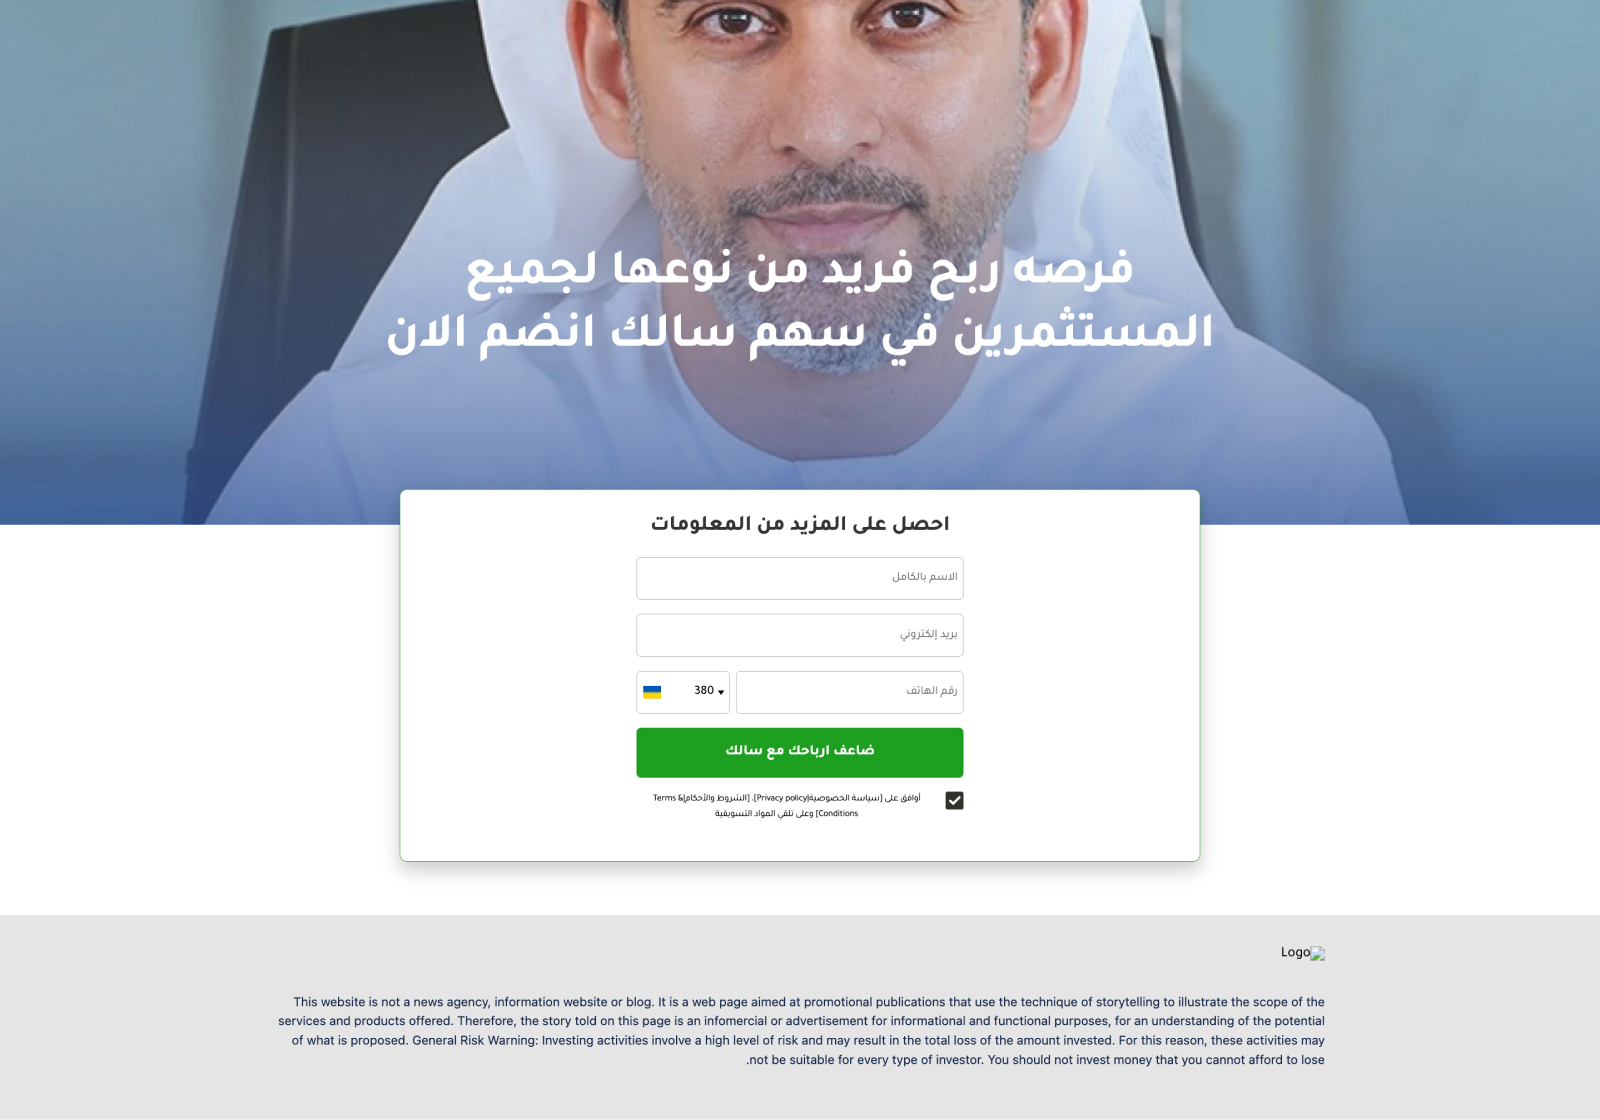 فرصه ربح فريد من نوعها لجميع
المستثمرين في سهم سالك انضم الان
احصل على المزيد من المعلومات
الاسم بالكامل
بريد إلكتروني
رقم الهاتف
380
ضاعف ارباحك مع سالك
أوافق على [سياسة الخصوصية|Privacy policy]، [الشروط والأحكام|Terms &
Conditions] وعلى تلقي المواد التسويقية
Logo
This website is not a news agency, information website or blog. It is a web page aimed at promotional publications that use the technique of storytelling to illustrate the scope of the
services and products offered. Therefore, the story told on this page is an infomercial or advertisement for informational and functional purposes, for an understanding of the potential
of what is proposed. General Risk Warning: Investing activities involve a high level of risk and may result in the total loss of the amount invested. For this reason, these activities may
not be suitable for every type of investor. You should not invest money that you cannot afford to lose.